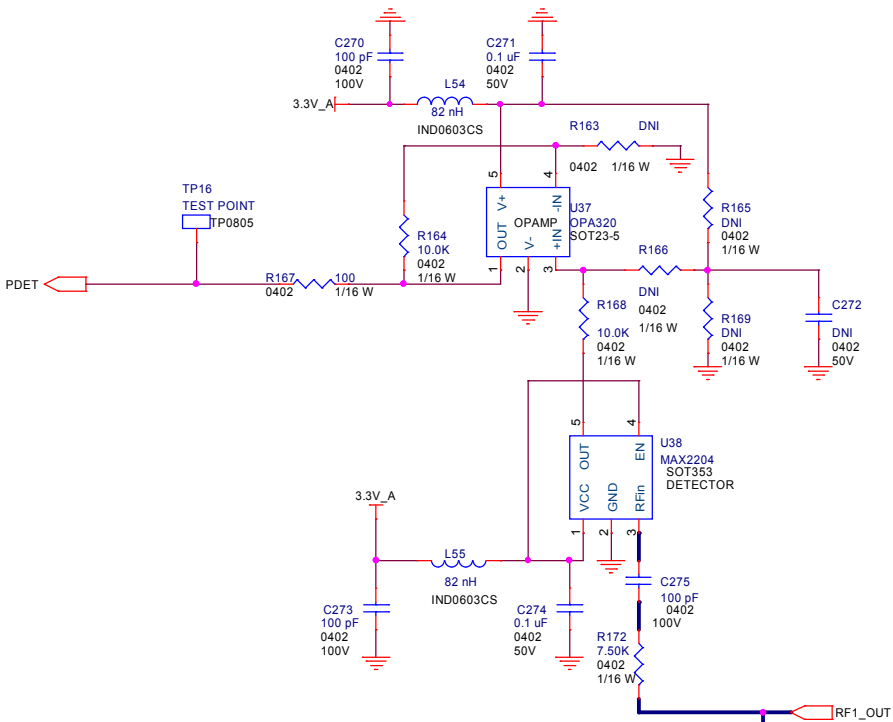 C270
100 pF
0402
100V
C271
0.1 uF
0402
50V
L54
3.3V_A
82 nH
IND0603CS
R163
DNI
0402
1/16 W
TP16
TEST POINT
TP0805
5
4
V+
-IN
U37
OPAMP
OPA320
SOT23-5
OUT
V-
+IN
1
2
3
R164
10.0K
0402
1/16 W
R165
DNI
0402
1/16 W
R166
DNI
0402
1/16 W
PDET
R167
100
0402
1/16 W
R168
10.0K
0402
1/16 W
R169
DNI
0402
1/16 W
C272
DNI
0402
50V
5
4
OUT
EN
U38
MAX2204
SOT353
DETECTOR
VCC
GND
RFin
1
2
3
3.3V_A
L55
82 nH
IND0603CS
C273
100 pF
0402
100V
C274
0.1 uF
0402
50V
C275
100 pF
0402
100V
R172
7.50K
0402
1/16 W
RF1_OUT